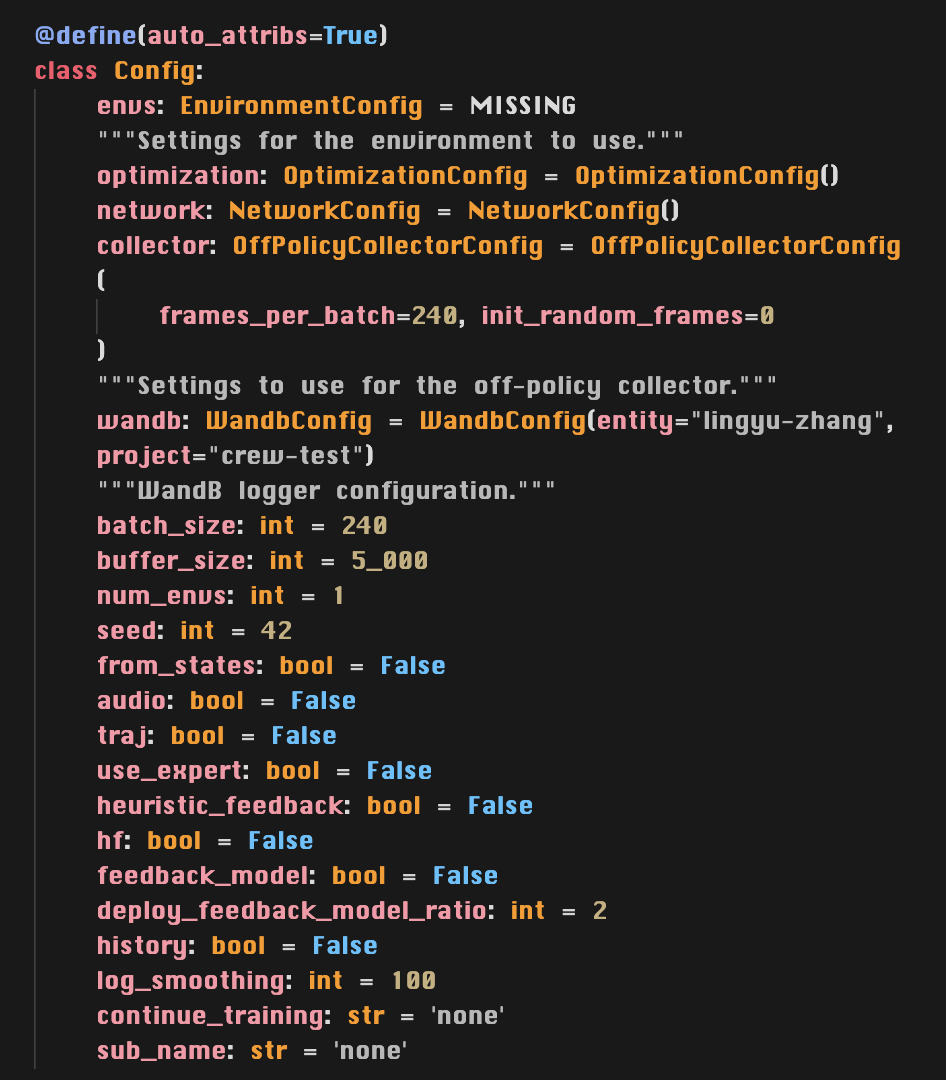 @define(auto_attribs=True)
class Config:
    envs: EnvironmentConfig = MISSING
    """Settings for the environment to use."""
    optimization: OptimizationConfig = OptimizationConfig()
    network: NetworkConfig = NetworkConfig()
    collector: OffPolicyCollectorConfig = OffPolicyCollectorConfig
    (
        frames_per_batch=240, init_random_frames=0
    )
    """Settings to use for the off-policy collector."""
    wandb: WandbConfig = WandbConfig(entity="lingyu-zhang",
    project="crew-test")
    """WandB logger configuration."""
    batch_size: int = 240
    buffer_size: int = 5_000
    num_envs: int = 1
    seed: int = 42
    from_states: bool = False
    audio: bool = False
    traj: bool = False
    use_expert: bool = False
    heuristic_feedback: bool = False
    hf: bool = False
    feedback_model: bool = False
    deploy_feedback_model_ratio: int = 2
    history: bool = False
    log_smoothing: int = 100
    continue_training: str = 'none'
    sub_name: str = 'none'